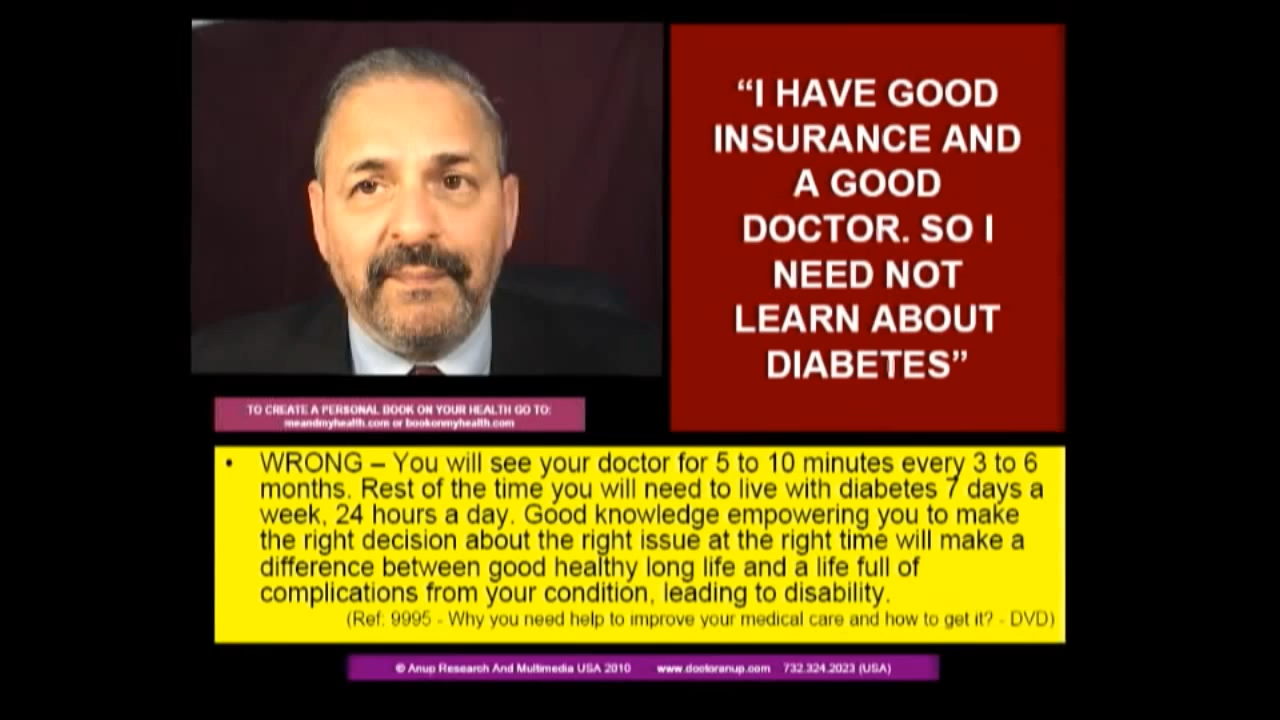 “I HAVE GOOD
INSURANCE AND
A GOOD
DOCTOR. SO I
NEED NOT
LEARN ABOUT
DIABETES”
TO CREATE A PERSONAL BOOK ON YOUR HEALTH GO TO:
meandmyhealth.com or bookonmyhealth.com
• WRONG – You will see your doctor for 5 to 10 minutes every 3 to 6
months. Rest of the time you will need to live with diabetes 7 days a
week, 24 hours a day. Good knowledge empowering you to make
the right decision about the right issue at the right time will make a
difference between good healthy long life and a life full of
complications from your condition, leading to disability.
(Ref: 9995 - Why you need help to improve your medical care and how to get it? - DVD)
© Anup Research And Multimedia USA 2010 www.doctoranup.com 732.324.2023 (USA)